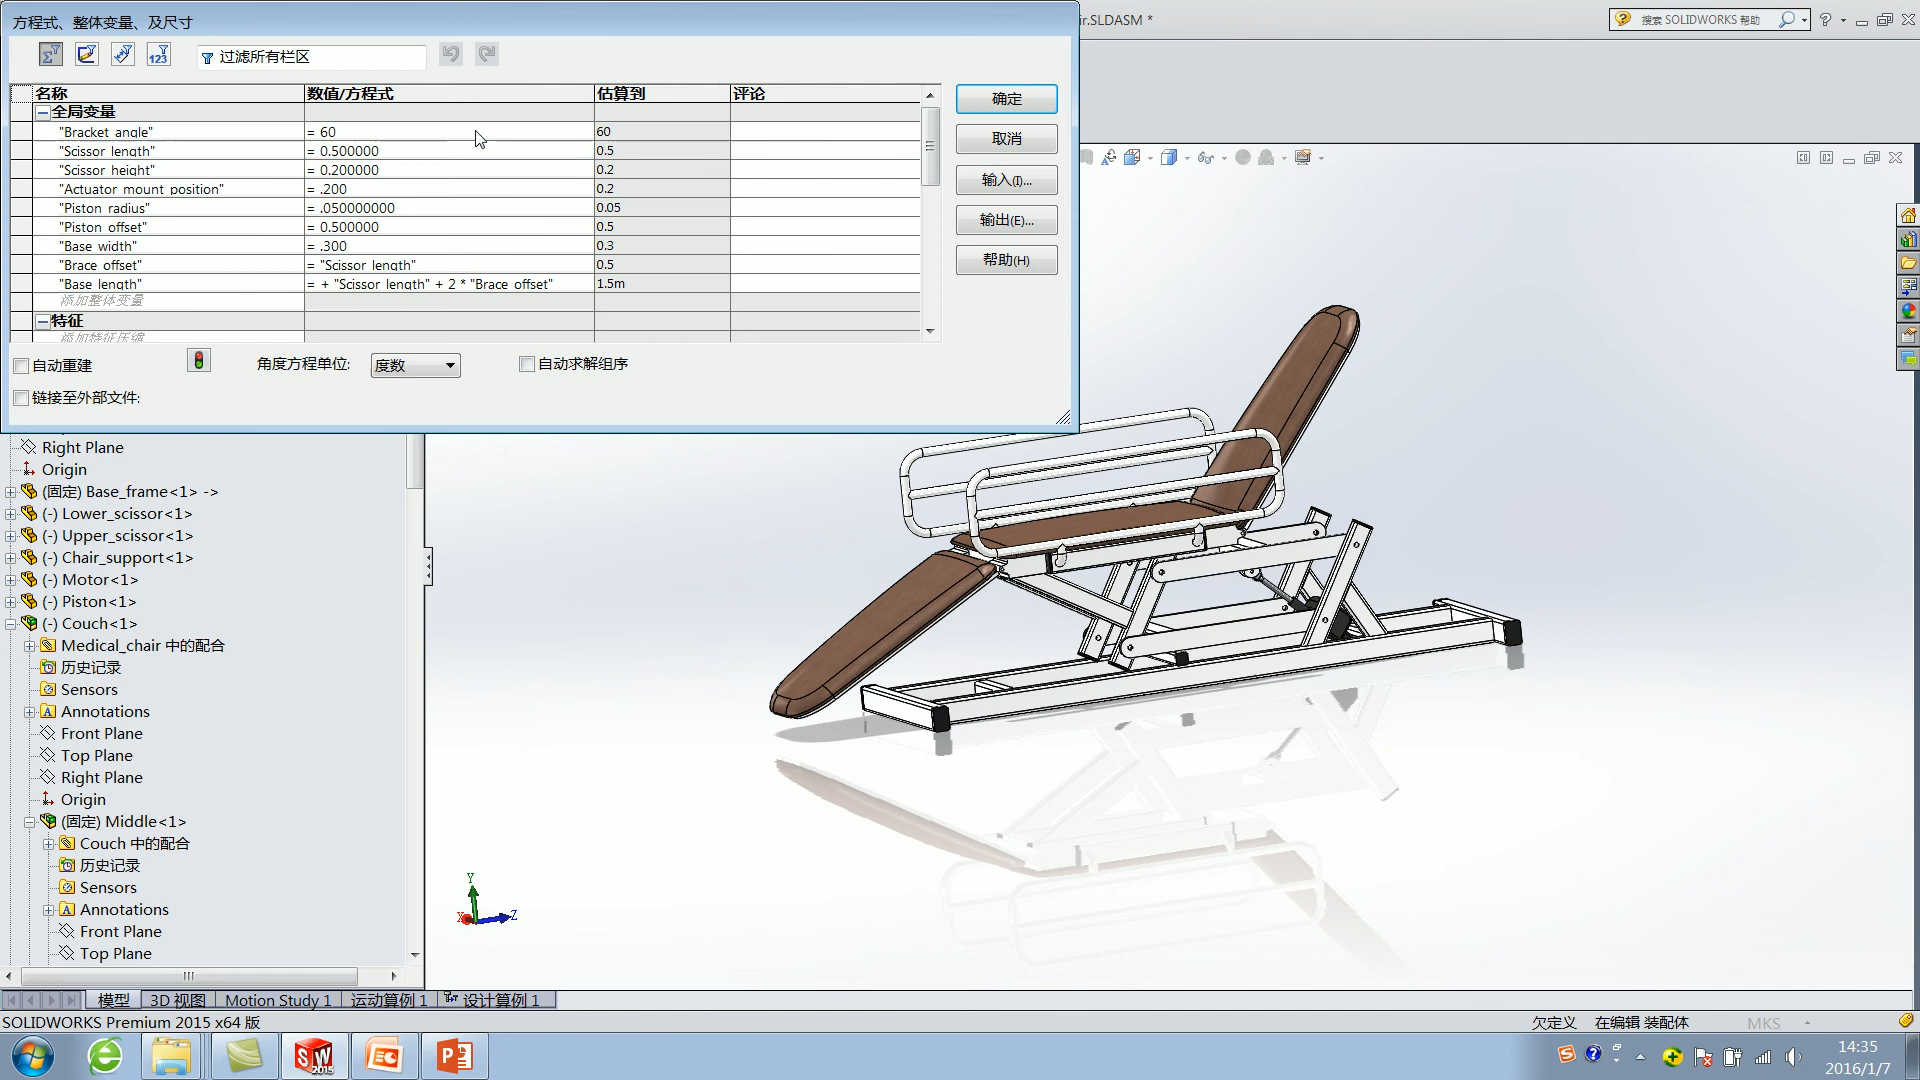 方程式、整体变量、及尺寸
ir.SLDASM *
搜索 SOLIDWORKS 帮助
过滤所有栏区
名称 数值/方程式 估算到 评论
全局变量
"Bracket angle" = 60 60
"Scissor length" = 0.500000 0.5
"Scissor height" = 0.200000 0.2
"Actuator mount position" = .200 0.2
"Piston radius" = .050000000 0.05
"Piston offset" = 0.500000 0.5
"Base width" = .300 0.3
"Brace offset" = "Scissor length" 0.5
"Base length" = + "Scissor length" + 2 * "Brace offset" 1.5m
添加整体变量
特征
添加特征压缩
确定
取消
输入(I)...
输出(E)...
帮助(H)
自动重建 角度方程单位: 度数 自动求解组序
链接至外部文件:
Right Plane
Origin
(固定) Base_frame<1> ->
(-) Lower_scissor<1>
(-) Upper_scissor<1>
(-) Chair_support<1>
(-) Motor<1>
(-) Piston<1>
(-) Couch<1>
Medical_chair 中的配合
历史记录
Sensors
Annotations
Front Plane
Top Plane
Right Plane
Origin
(固定) Middle<1>
Couch 中的配合
历史记录
Sensors
Annotations
Front Plane
Top Plane
Y
X
Z
模型 3D 视图 Motion Study 1 运动算例 1 设计算例 1
SOLIDWORKS Premium 2015 x64 版
欠定义 在编辑 装配体 MKS
14:35
2016/1/7